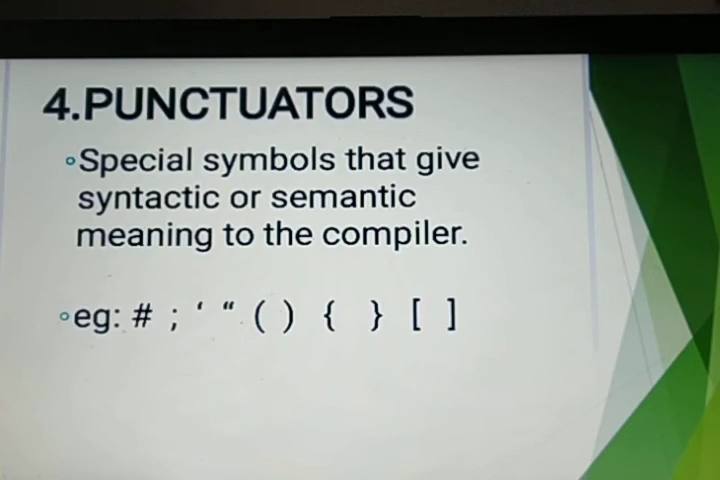 4.PUNCTUATORS
◦Special symbols that give
syntactic or semantic
meaning to the compiler.
◦eg: # ; ‘ “ ( ) { } [ ]